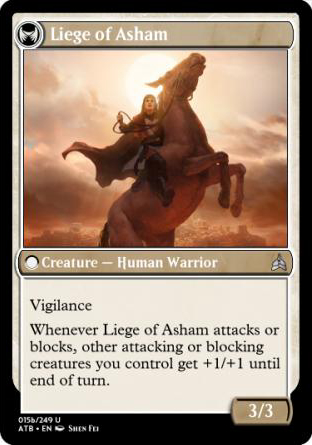 Liege of Asham
Creature — Human Warrior
Vigilance
Whenever Liege of Asham attacks or
blocks, other attacking or blocking
creatures you control get +1/+1 until
end of turn.
3/3
015b/249 U
ATB • EN Shen Fei